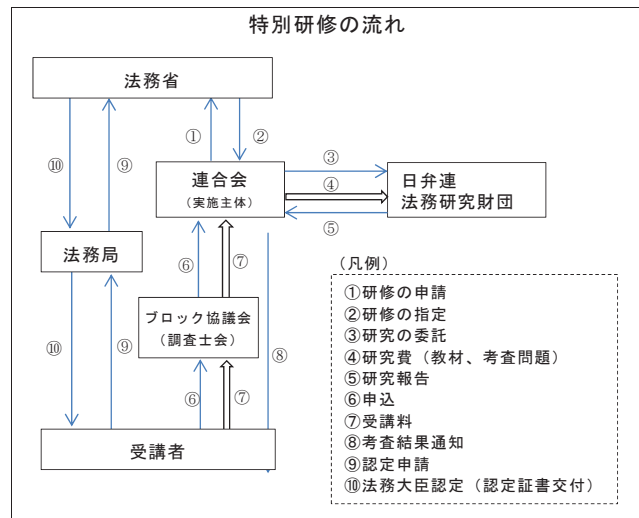 特別研修の流れ
法務省
①
②
⑩
⑨
③
連合会
（実施主体）
④
日弁連
法務研究財団
⑤
法務局
⑥
⑦
（凡例）
①研修の申請
②研修の指定
③研究の委託
④研究費（教材、考査問題）
⑤研究報告
⑥申込
⑦受講料
⑧考査結果通知
⑨認定申請
⑩法務大臣認定（認定証書交付）
ブロック協議会
（調査士会）
⑩
⑨
⑧
⑥
⑦
受講者